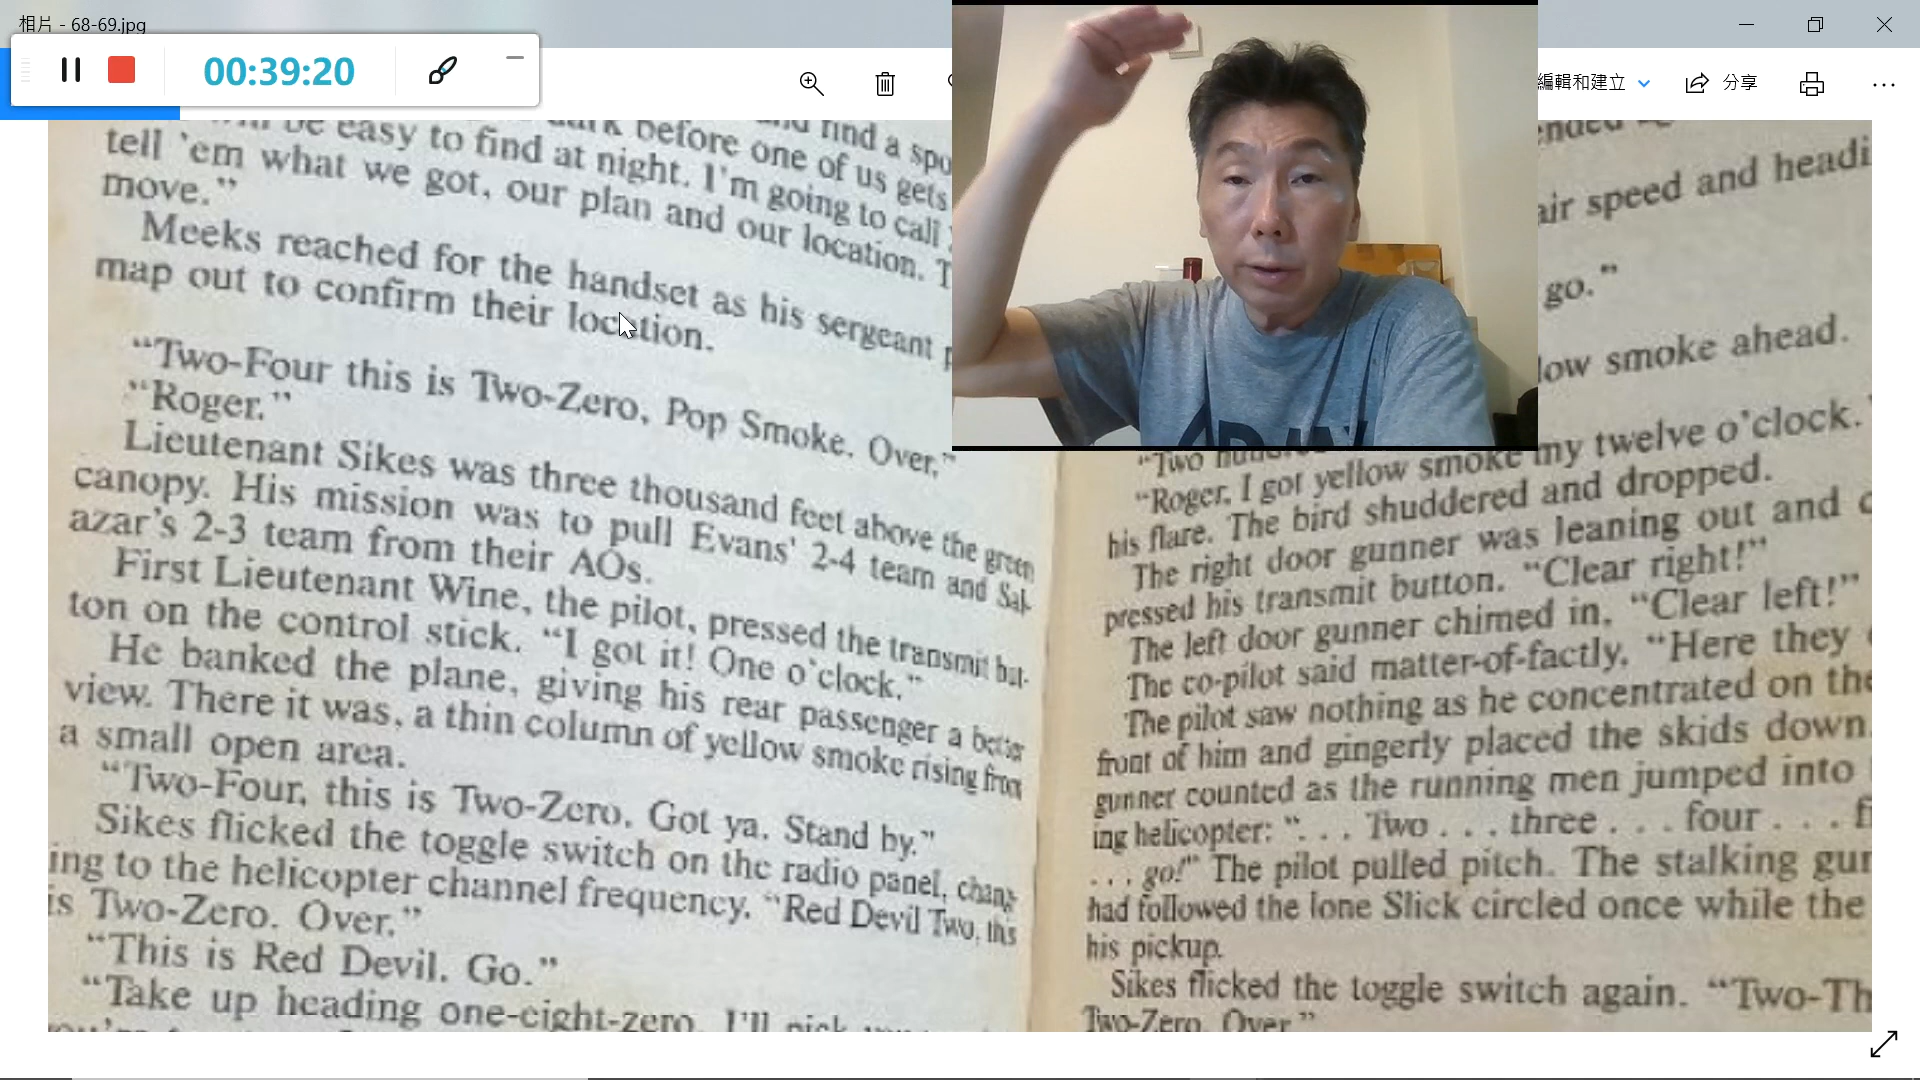 相片 - 68-69.jpg
00:39:20
編輯和建立
分享
be easy to find at night. I'm going to call
before one of us gets
find a spo
tell 'em what we got, our plan and our location.
move."
Meeks reached for the handset as his sergeant
map out to confirm their location.
"Two-Four this is Two-Zero, Pop Smoke. Over."
"Roger."
Lieutenant Sikes was three thousand feet above the green
canopy. His mission was to pull Evans' 2-4 team and Sal-
azar's 2-3 team from their AOs.
First Lieutenant Wine, the pilot, pressed the transmit but-
ton on the control stick. "I got it! One o'clock."
He banked the plane, giving his rear passenger a better
view. There it was, a thin column of yellow smoke rising from
a small open area.
"Two-Four, this is Two-Zero. Got ya. Stand by."
Sikes flicked the toggle switch on the radio panel, chang-
ing to the helicopter channel frequency. "Red Devil Two, this
is Two-Zero. Over."
"This is Red Devil. Go."
"Take up heading one-eight-zero. I'll pick
air speed and headi
go."
low smoke ahead.
"Two
my twelve o'clock."
"Roger, I got yellow smoke
his flare. The bird shuddered and dropped.
The right door gunner was leaning out and
pressed his transmit button. "Clear right!"
The left door gunner chimed in, "Clear left!"
The co-pilot said matter-of-factly, "Here they
The pilot saw nothing as he concentrated on the
front of him and gingerly placed the skids down.
gunner counted as the running men jumped into
ing helicopter: ". . . Two . . . three . . . four . . . fi
. . . go!" The pilot pulled pitch. The stalking gun
had followed the lone Slick circled once while the
his pickup.
Sikes flicked the toggle switch again. "Two-Th
Two-Zero. Over."